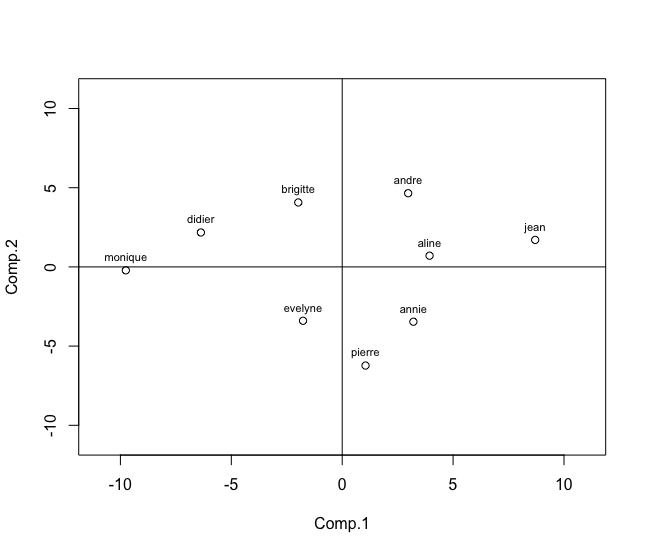 10
andre
brigitte
5
didier
jean
aline
monique
0
Comp.2
evelyne
annie
-5
pierre
-10
-10 -5 0 5 10
Comp.1